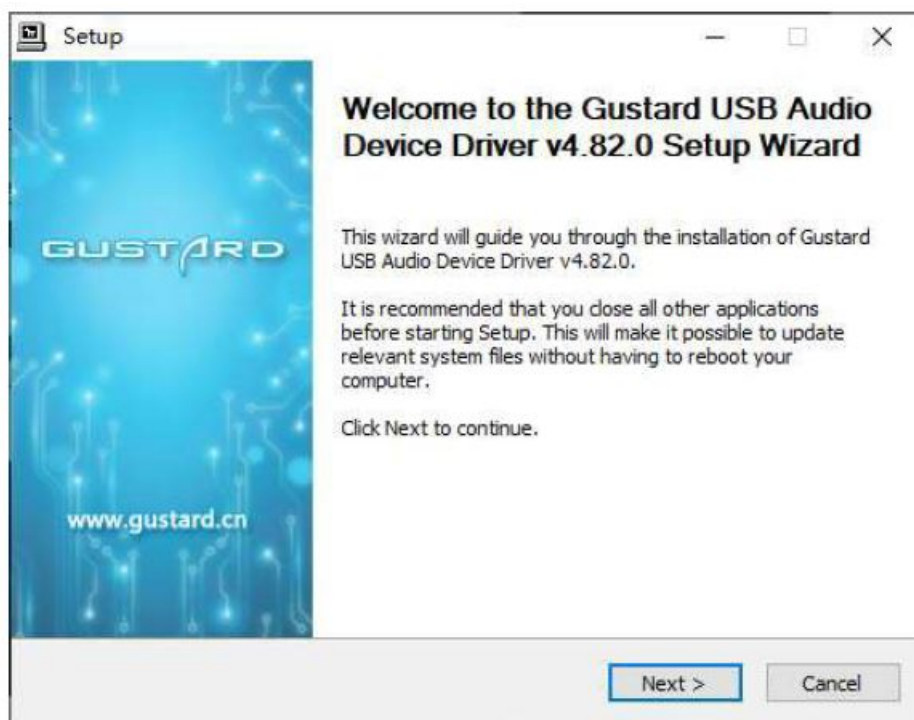 Setup
GUSTARD
www.gustard.cn
Welcome to the Gustard USB Audio
Device Driver v4.82.0 Setup Wizard
This wizard will guide you through the installation of Gustard
USB Audio Device Driver v4.82.0.
It is recommended that you close all other applications
before starting Setup. This will make it possible to update
relevant system files without having to reboot your
computer.
Click Next to continue.
Next >
Cancel